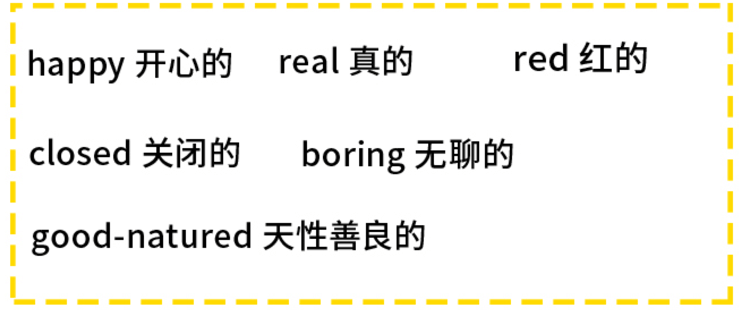 happy 开心的 real 真的 red 红的
closed 关闭的 boring 无聊的
good-natured 天性善良的